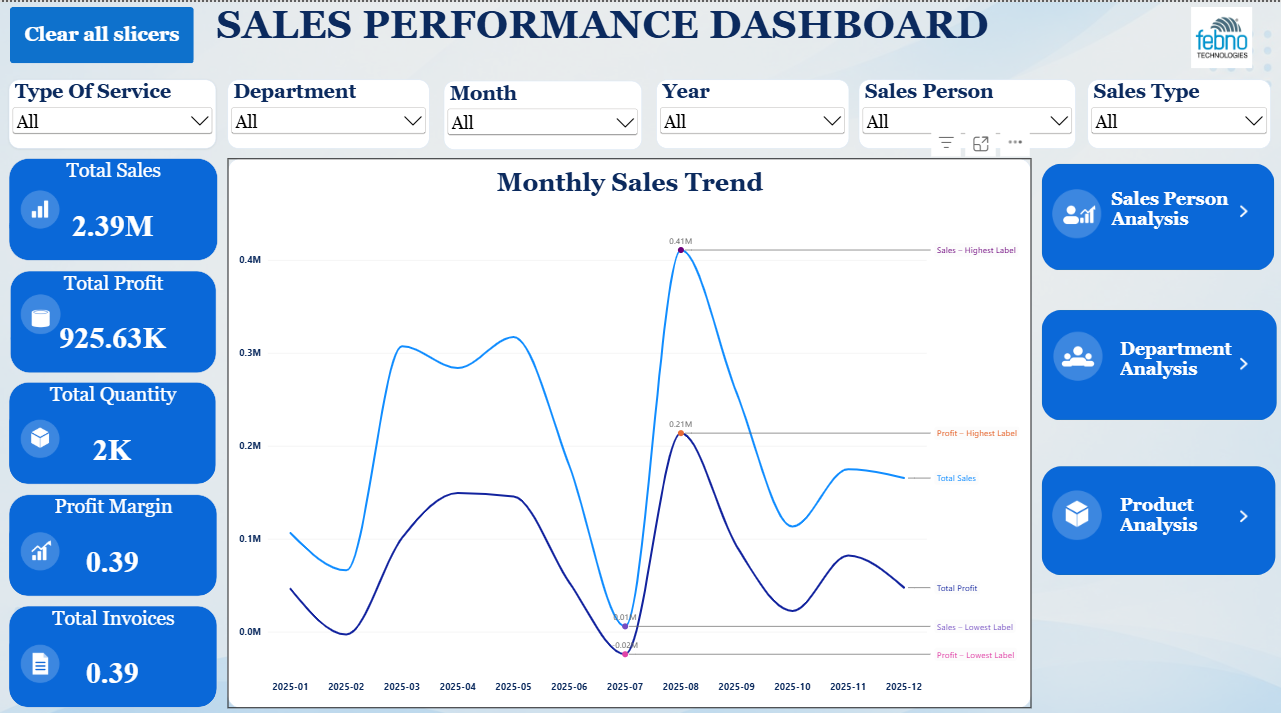 Clear all slicers
SALES PERFORMANCE DASHBOARD
febno
TECHNOLOGIES
Type Of Service
All
Department
All
Month
All
Year
All
Sales Person
All
Sales Type
All
Total Sales
2.39M
Total Profit
925.63K
Total Quantity
2K
Profit Margin
0.39
Total Invoices
0.39
Monthly Sales Trend
0.4M
0.3M
0.2M
0.1M
0.0M
0.41M
0.21M
0.01M
-0.02M
Sales – Highest Label
Profit – Highest Label
Total Sales
Total Profit
Sales – Lowest Label
Profit – Lowest Label
2025-01 2025-02 2025-03 2025-04 2025-05 2025-06 2025-07 2025-08 2025-09 2025-10 2025-11 2025-12
Sales Person
Analysis
Department
Analysis
Product
Analysis